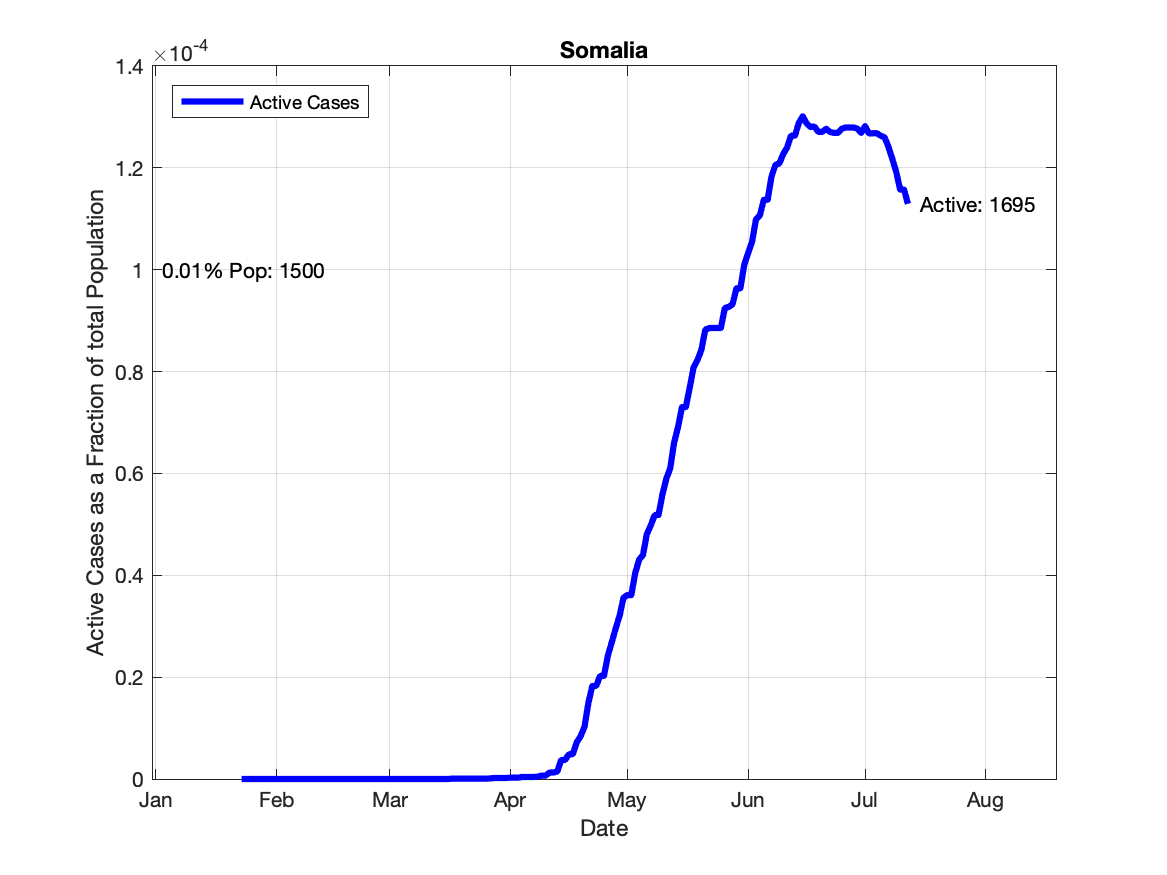 Somalia
×10⁻⁴
1.4
1.2
1
0.8
0.6
0.4
0.2
0
Active Cases as a Fraction of total Population
Active Cases
0.01% Pop: 1500
Active: 1695
Jan Feb Mar Apr May Jun Jul Aug
Date